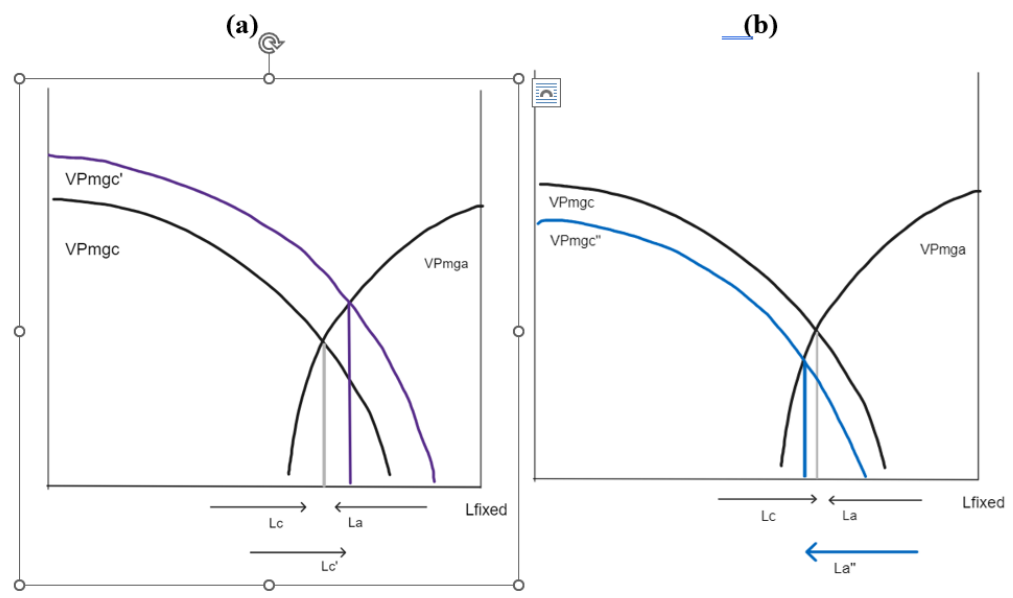 (a)
VPmgc'
VPmgc
VPmga
Lfixed
Lc
La
Lc'
(b)
VPmgc
VPmgc"
VPmga
Lfixed
Lc
La
La"